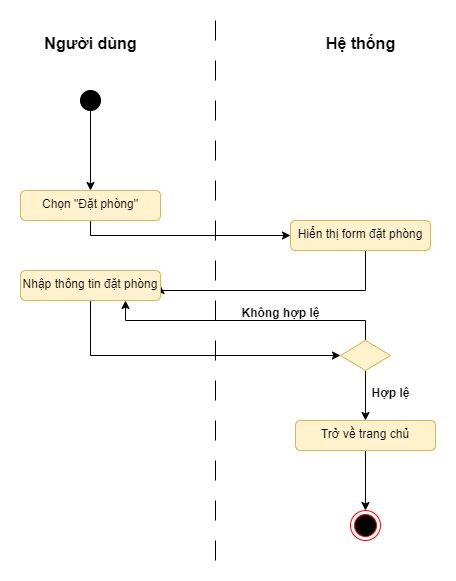 Người dùng
Hệ thống
Chọn "Đặt phòng"
Hiển thị form đặt phòng
Nhập thông tin đặt phòng
Không hợp lệ
Hợp lệ
Trở về trang chủ